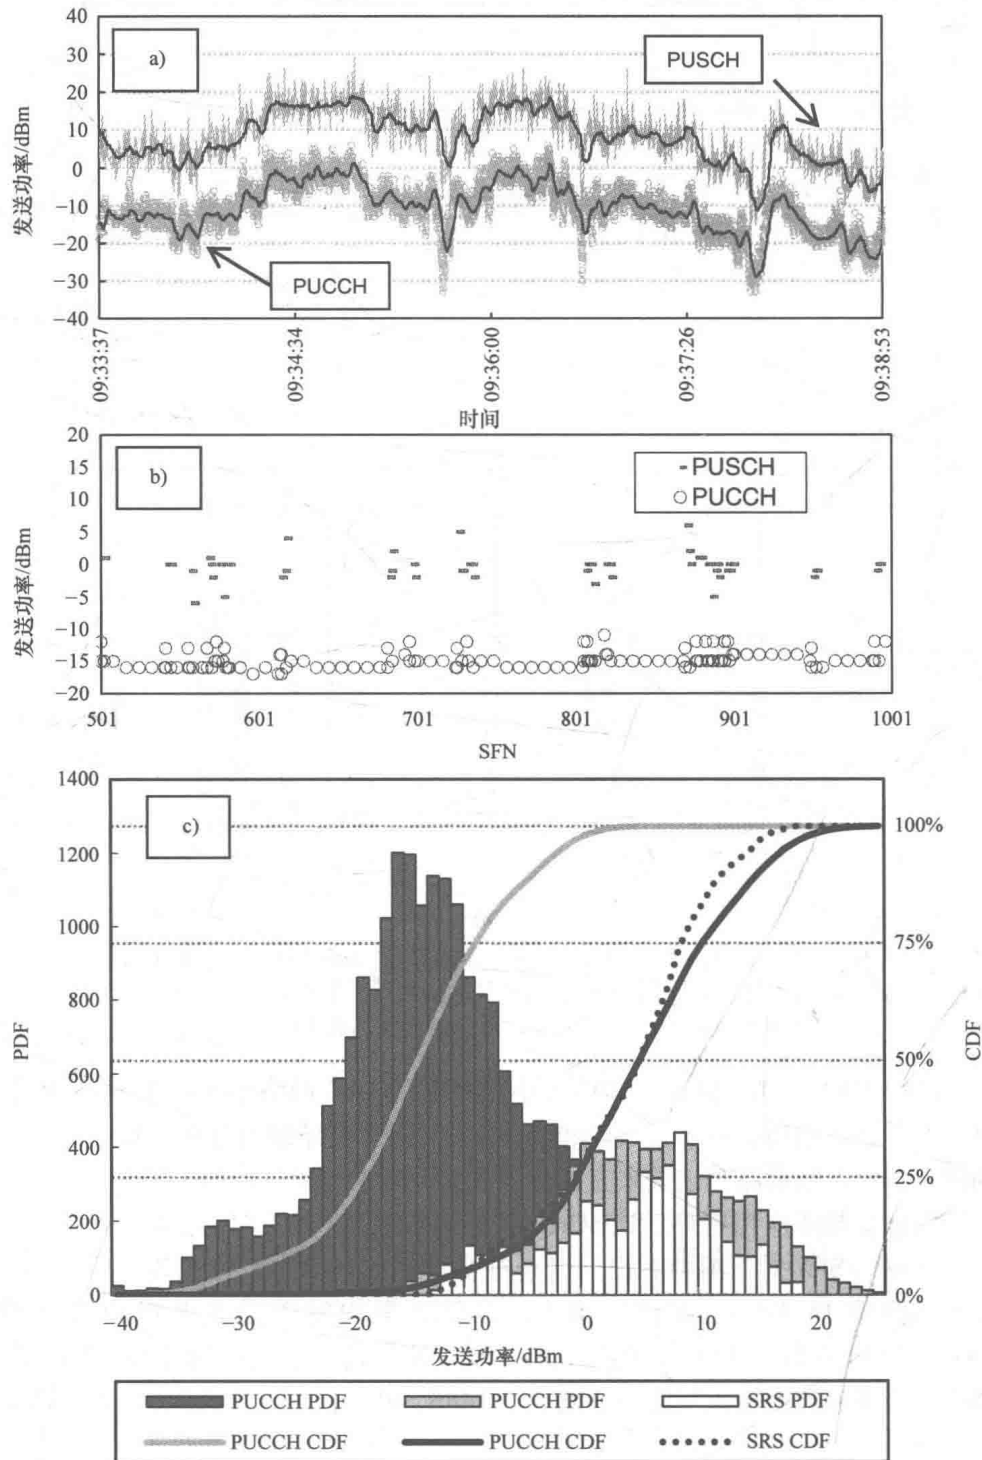 a)
PUSCH
PUCCH
40
30
20
10
0
−10
−20
−30
−40
发送功率/dBm
09:33:37
09:34:34
09:36:00
09:37:26
09:38:53
时间
b)
PUSCH
PUCCH
20
15
10
5
0
−5
−10
−15
−20
发送功率/dBm
501
601
701
801
901
1001
SFN
c)
1400
1200
1000
800
600
400
200
0
PDF
100%
75%
50%
25%
0%
CDF
−40
−30
−20
−10
0
10
20
发送功率/dBm
PUCCH PDF
PUCCH PDF
SRS PDF
PUCCH CDF
PUCCH CDF
SRS CDF